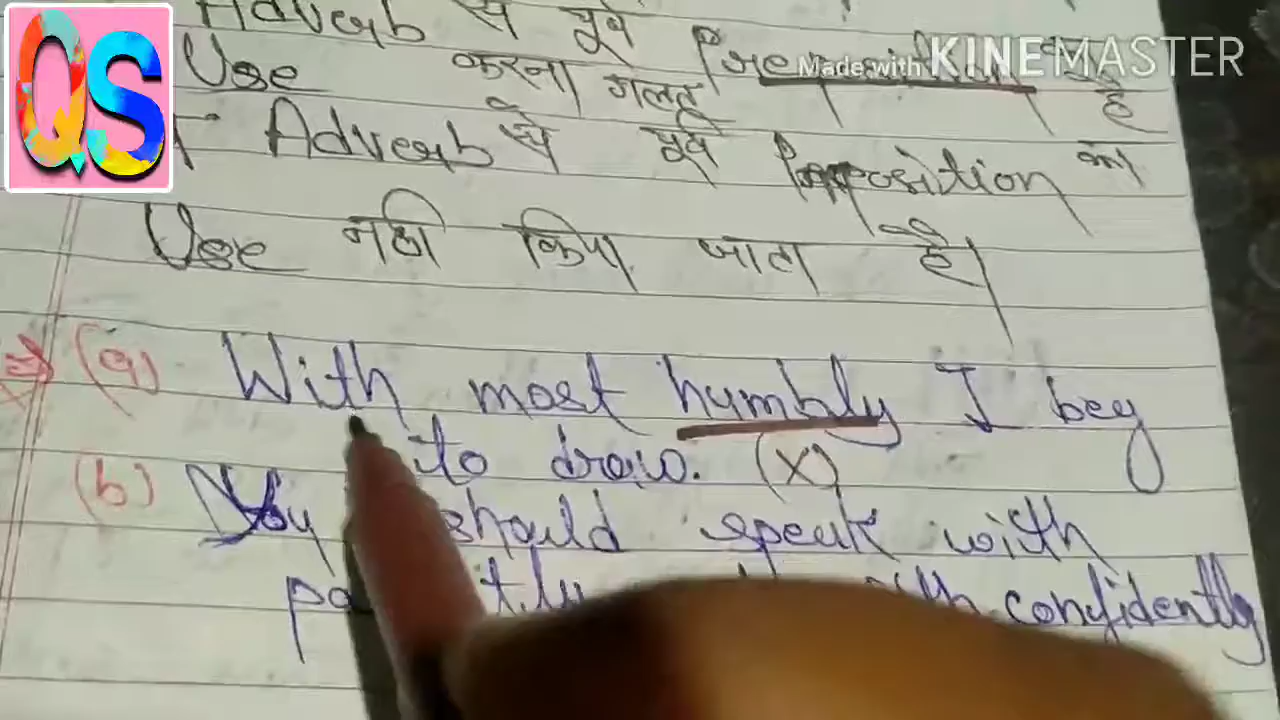 QS
Adverb से पूर्व
Made with KINEMASTER
Use करना गलत है
Adverb से पूर्व Preposition का
Use नहीं किया जाता है।
(a) With most humbly I beg
to draw. (X)
(b) You should speak with
confidently